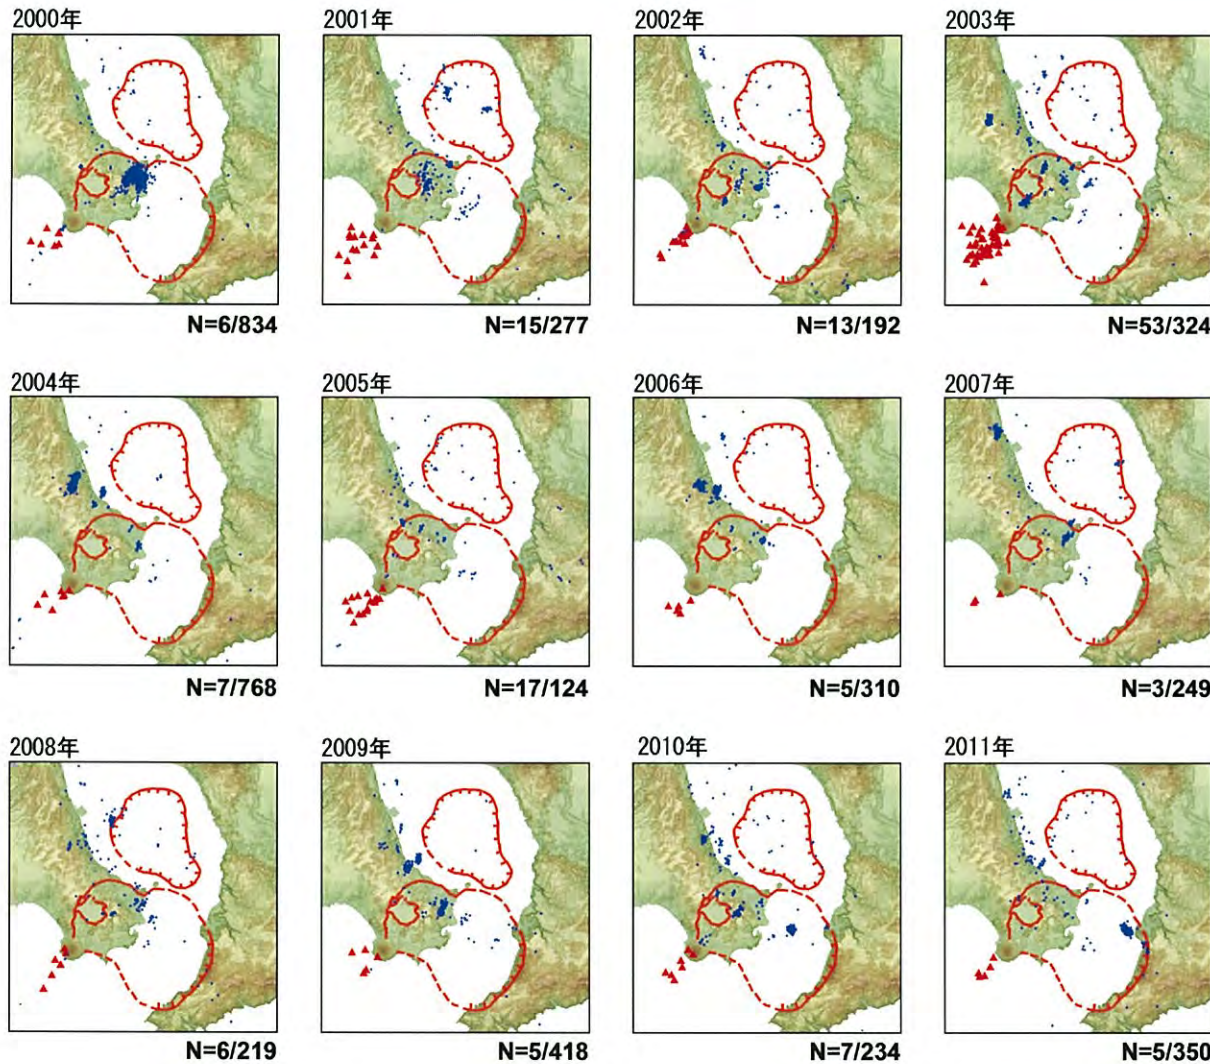 2000年
2001年
2002年
2003年
N=6/834
N=15/277
N=13/192
N=53/324
2004年
2005年
2006年
2007年
N=7/768
N=17/124
N=5/310
N=3/249
2008年
2009年
2010年
2011年
N=6/219
N=5/418
N=7/234
N=5/350